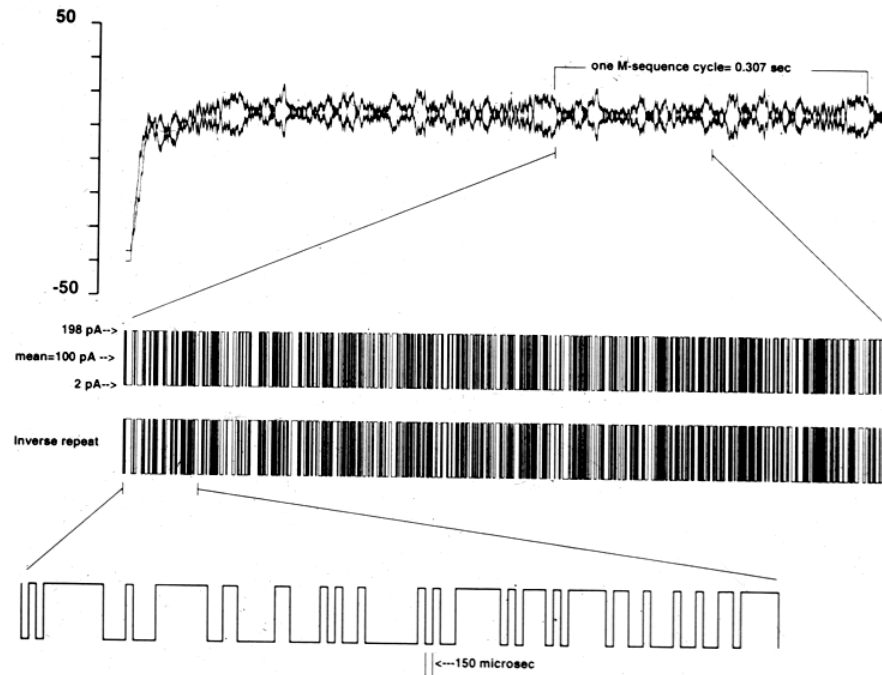 50
one M-sequence cycle= 0.307 sec
-50
198 pA-->
mean=100 pA -->
2 pA-->
Inverse repeat
<---150 microsec